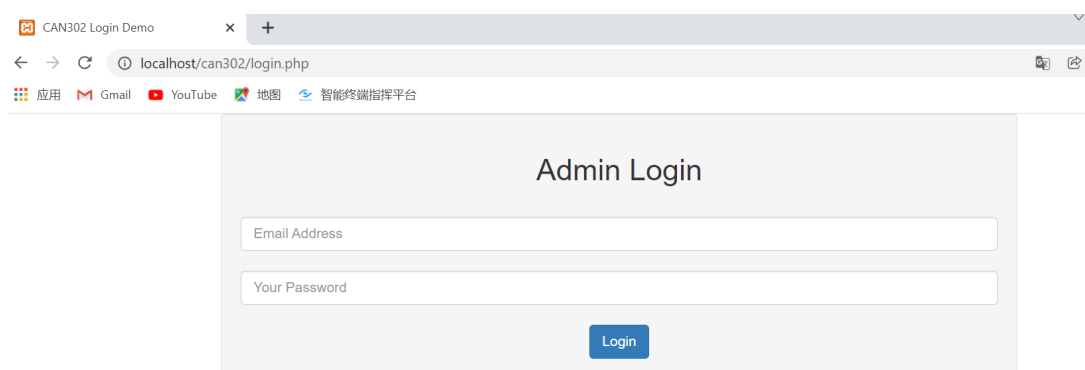 CAN302 Login Demo
localhost/can302/login.php
应用 Gmail YouTube 地图 智能终端指挥平台
Admin Login
Email Address
Your Password
Login